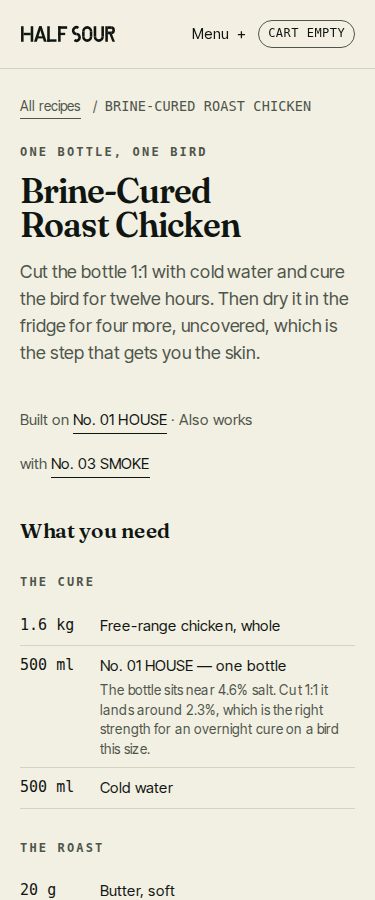 HALF SOUR
Menu +
CART EMPTY
All recipes / BRINE-CURED ROAST CHICKEN
ONE BOTTLE, ONE BIRD
Brine-Cured
Roast Chicken
Cut the bottle 1:1 with cold water and cure
the bird for twelve hours. Then dry it in the
fridge for four more, uncovered, which is
the step that gets you the skin.
Built on No. 01 HOUSE · Also works
with No. 03 SMOKE
What you need
THE CURE
1.6 kg Free-range chicken, whole
500 ml No. 01 HOUSE — one bottle
The bottle sits near 4.6% salt. Cut 1:1 it
lands around 2.3%, which is the right
strength for an overnight cure on a bird
this size.
500 ml Cold water
THE ROAST
20 g Butter, soft